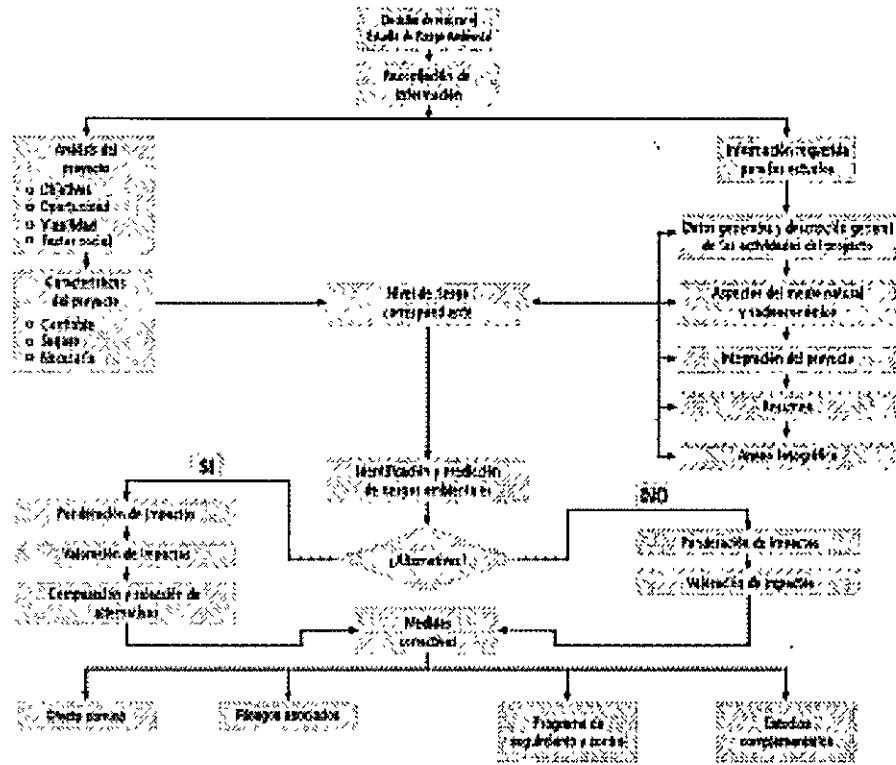 Estudio de Riesgo Ambiental
Recopilación de
información
Análisis del
proyecto
Objetivos
Oportunidad
Viabilidad
Factor social
Información requerida
para los estudios
Datos generales y descripción general
de las actividades del proyecto
Características
del proyecto
Confiable
Seguro
Nivel de riesgo
correspondiente
Aspectos del medio natural
y socioeconómico
Integración del proyecto
Resumen
Anexo fotográfico
SI
Identificación y predicción
de riesgos ambientales
NO
Ponderación de impactos
Valoración de impactos
¿Alternativas?
Ponderación de impactos
Valoración de impactos
Comparación y selección de
alternativas
Medidas
correctivas
Efecto dominó
Riesgos asociados
Programa de
seguimiento y control
Estudios
complementarios